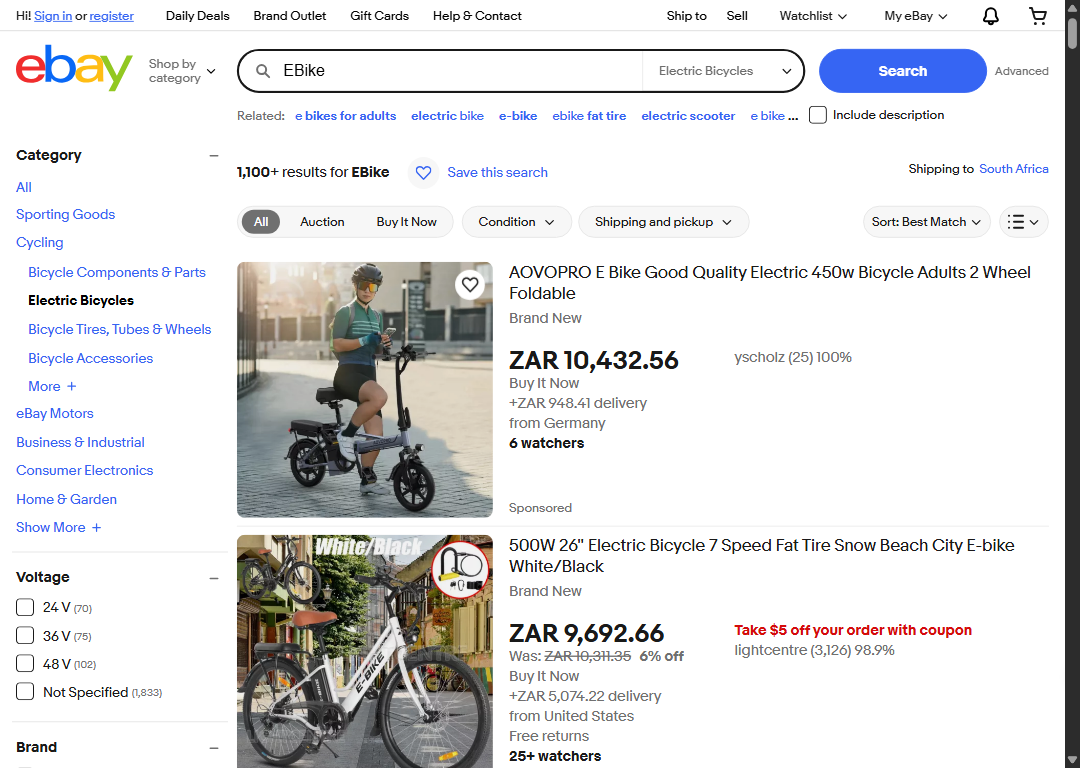 Hi! Sign in or register Daily Deals Brand Outlet Gift Cards Help & Contact Ship to Sell Watchlist My eBay
ebay
Shop by category
EBike
Electric Bicycles
Search
Advanced
Related: e bikes for adults electric bike e-bike ebike fat tire electric scooter e bike ...
Include description
Category
All
Sporting Goods
Cycling
Bicycle Components & Parts
Electric Bicycles
Bicycle Tires, Tubes & Wheels
Bicycle Accessories
More +
eBay Motors
Business & Industrial
Consumer Electronics
Home & Garden
Show More +
Voltage
24 V (70)
36 V (75)
48 V (102)
Not Specified (1,833)
Brand
1,100+ results for EBike
Save this search
Shipping to South Africa
All Auction Buy It Now
Condition
Shipping and pickup
Sort: Best Match
AOVOPRO E Bike Good Quality Electric 450w Bicycle Adults 2 Wheel
Foldable
Brand New
ZAR 10,432.56
Buy It Now
+ZAR 948.41 delivery
from Germany
6 watchers
yscholz (25) 100%
Sponsored
White/Black
E-BIKE
500W 26" Electric Bicycle 7 Speed Fat Tire Snow Beach City E-bike
White/Black
Brand New
ZAR 9,692.66
Was: ZAR 10,311.35 6% off
Buy It Now
+ZAR 5,074.22 delivery
from United States
Free returns
25+ watchers
Take $5 off your order with coupon
lightcentre (3,126) 98.9%